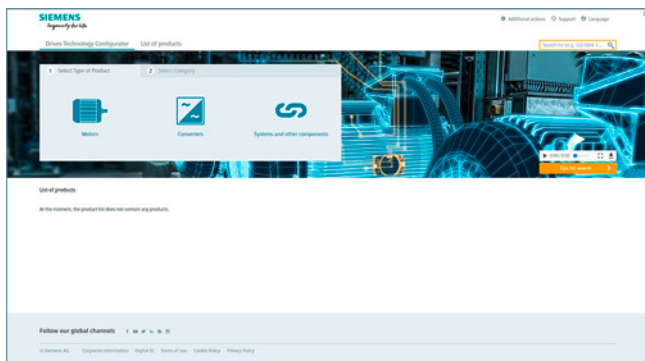 SIEMENS
Ingenuity for life
Additional actions Support Language
Drives Technology Configurator List of products
1 Select Type of Product 2 Select Category
Motors Converters Systems and other components
Tips for search
List of products
At the moment, the product list does not contain any products.
Follow our global channels
© Siemens AG Corporate Information Digital ID Terms of use Cookie Policy Privacy Policy